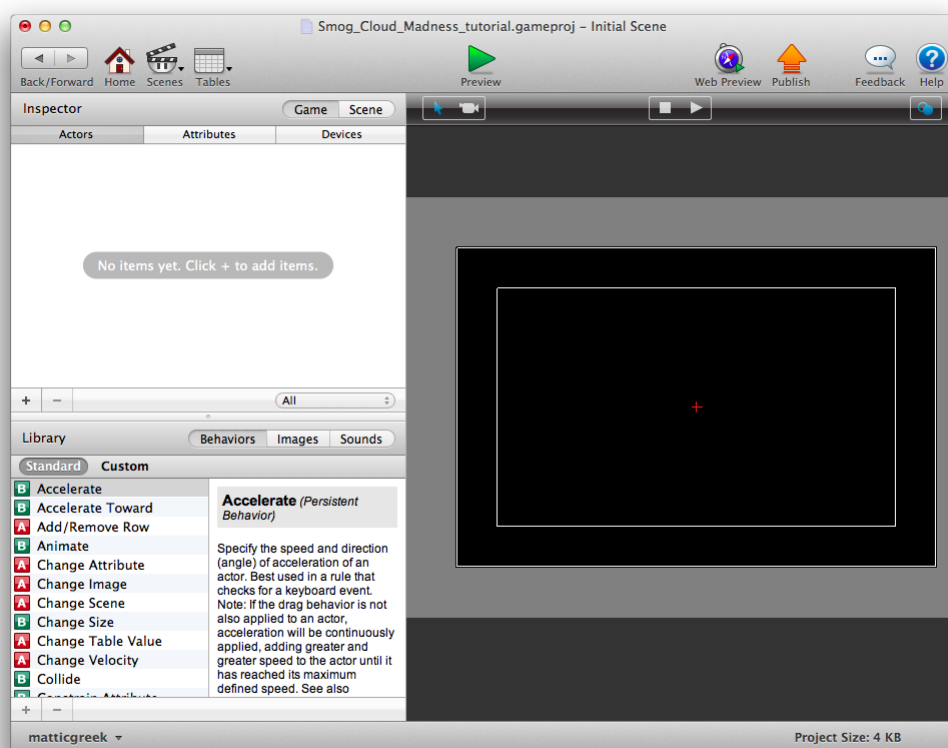 Smog_Cloud_Madness_tutorial.gameproj – Initial Scene
Back/Forward Home Scenes Tables Preview Web Preview Publish Feedback Help
Inspector Game Scene
Actors Attributes Devices
No items yet. Click + to add items.
+ − All
Library Behaviors Images Sounds
Standard Custom
B Accelerate
B Accelerate Toward
A Add/Remove Row
B Animate
A Change Attribute
A Change Image
A Change Scene
B Change Size
A Change Table Value
A Change Velocity
B Collide
B Constrain Attribute
Accelerate (Persistent
Behavior)
Specify the speed and direction
(angle) of acceleration of an
actor. Best used in a rule that
checks for a keyboard event.
Note: If the drag behavior is not
also applied to an actor,
acceleration will be continuously
applied, adding greater and
greater speed to the actor until it
has reached its maximum
defined speed. See also
+ −
matticgreek Project Size: 4 KB